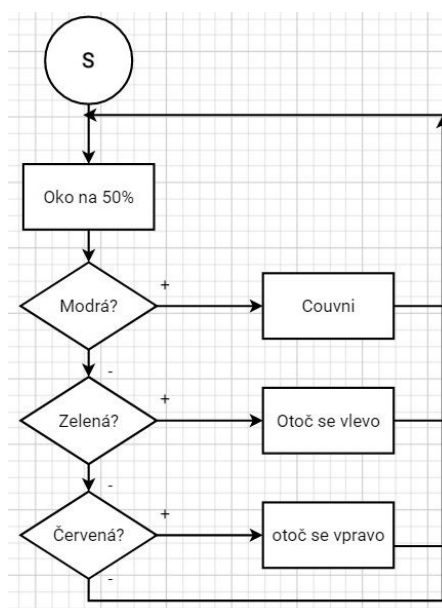 S
Oko na 50%
Modrá?
+
Couvni
-
Zelená?
+
Otoč se vlevo
-
Červená?
+
otoč se vpravo
-